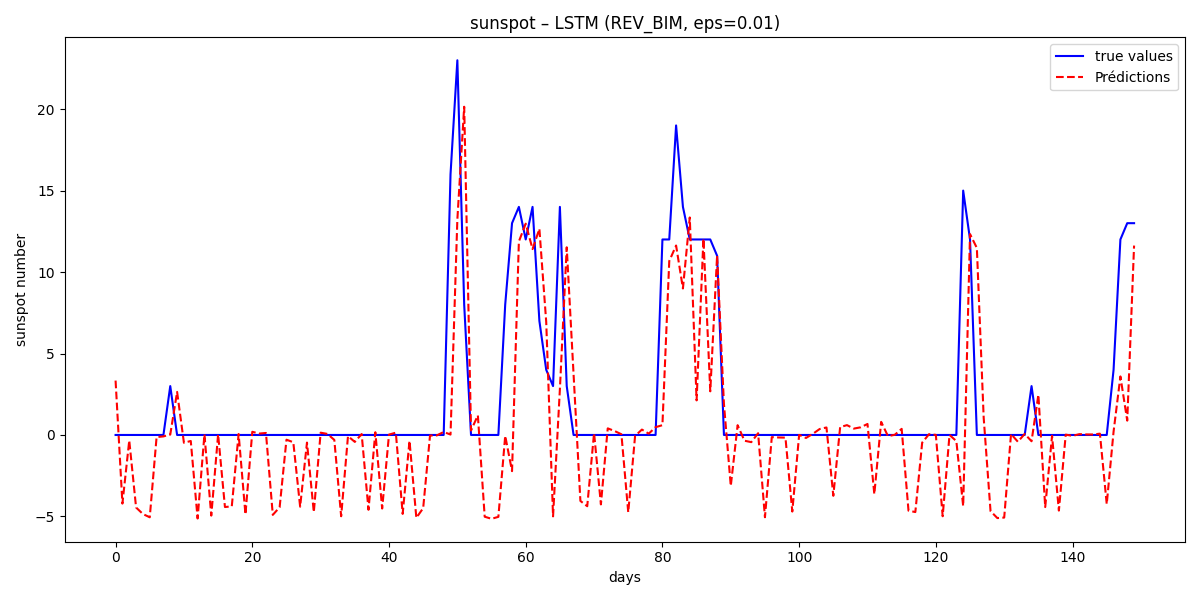 sunspot – LSTM (REV_BIM, eps=0.01)
true values
Prédictions
sunspot number
20
15
10
5
0
−5
0
20
40
60
80
100
120
140
days